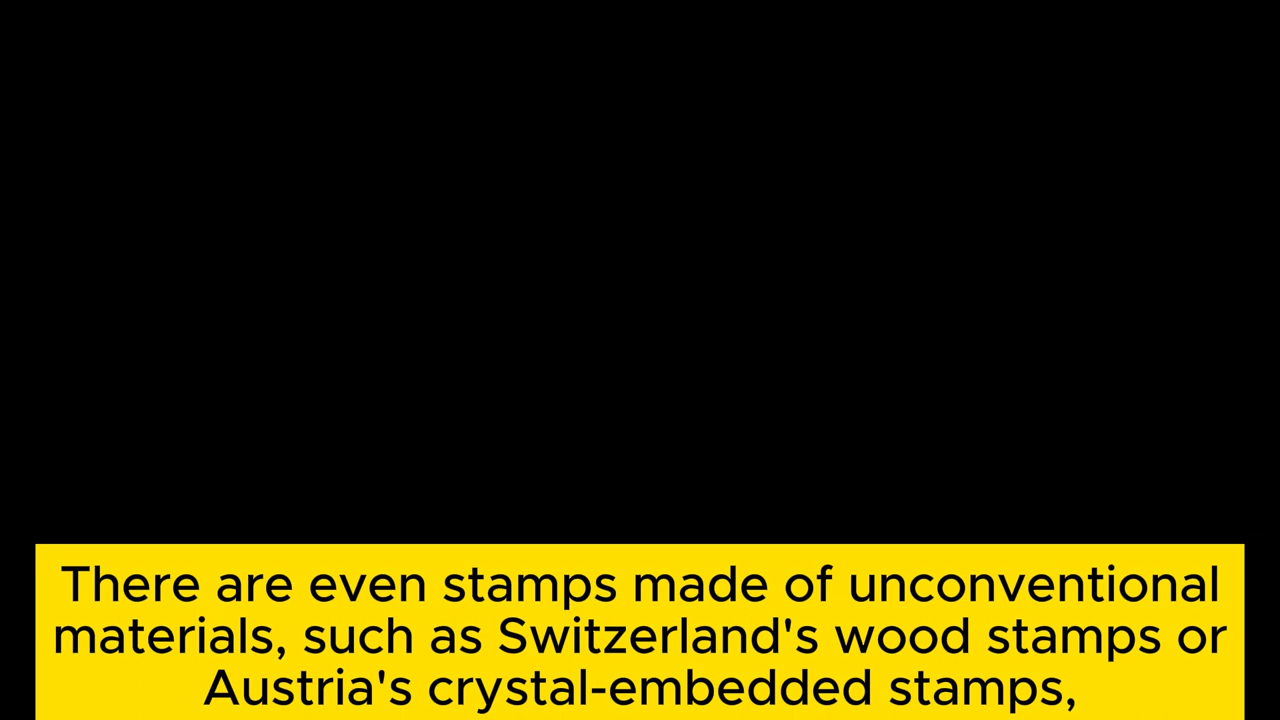 There are even stamps made of unconventional
materials, such as Switzerland's wood stamps or
Austria's crystal-embedded stamps,